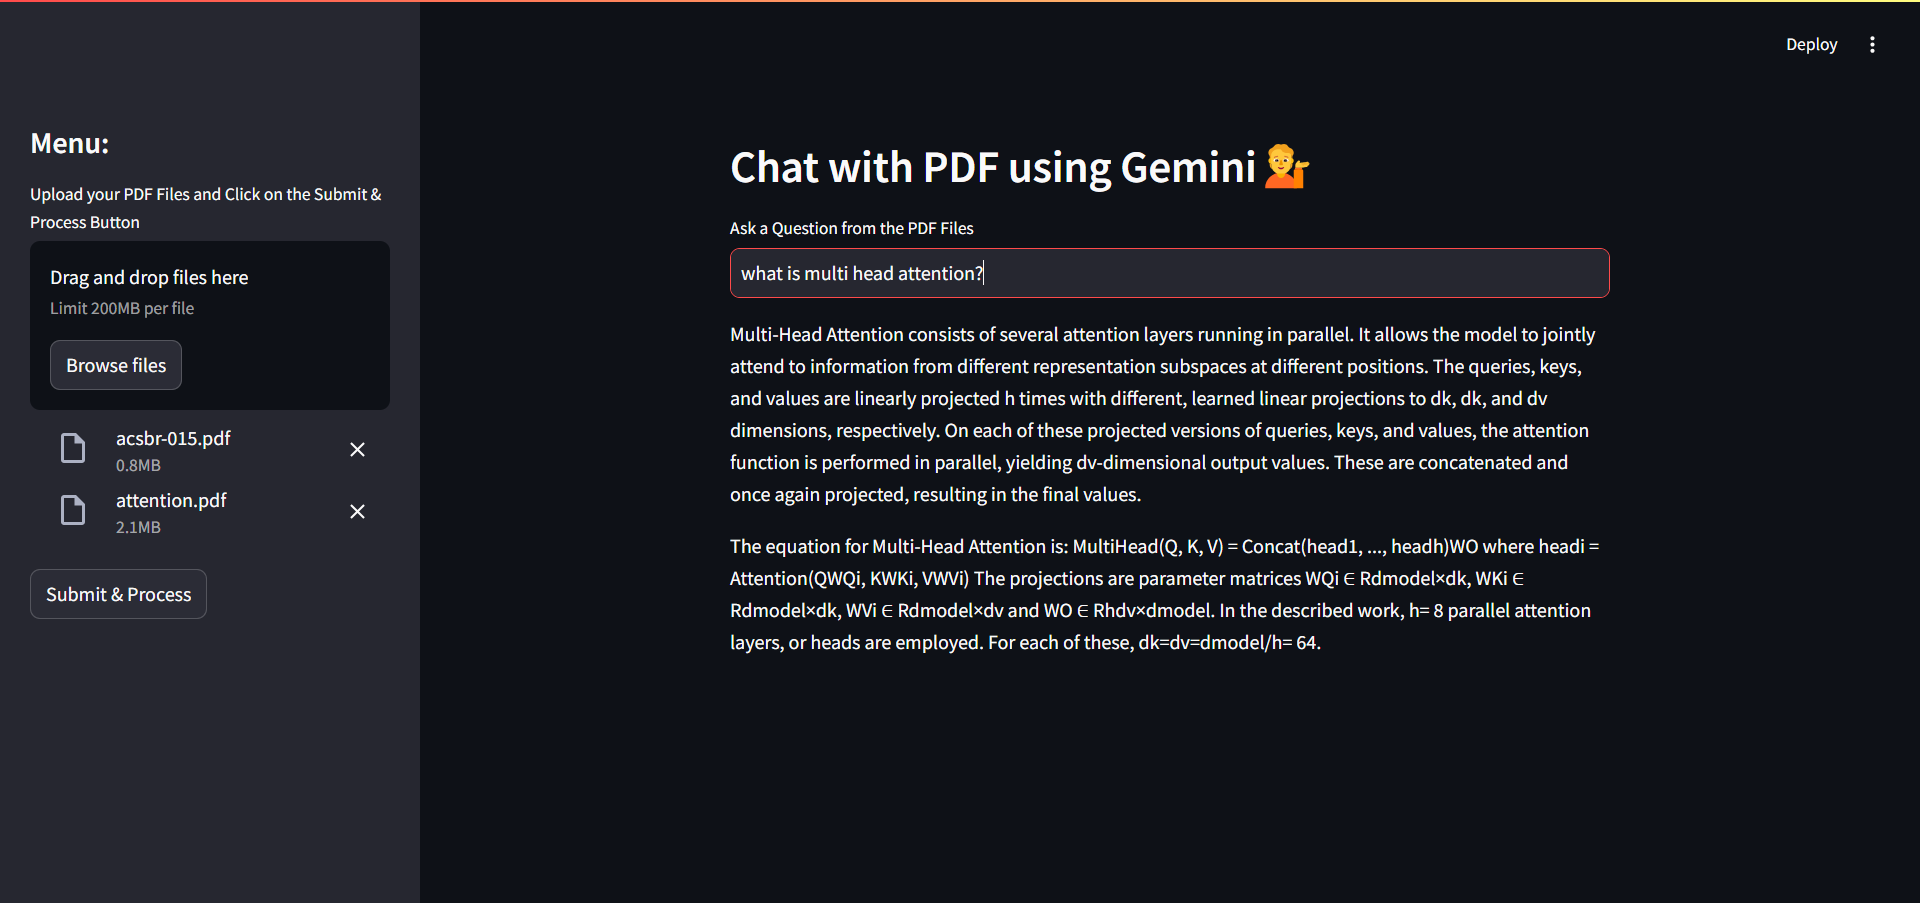 Deploy
Menu:
Upload your PDF Files and Click on the Submit &
Process Button
Drag and drop files here
Limit 200MB per file
Browse files
acsbr-015.pdf
0.8MB
attention.pdf
2.1MB
Submit & Process
Chat with PDF using Gemini💁
Ask a Question from the PDF Files
what is multi head attention?
Multi-Head Attention consists of several attention layers running in parallel. It allows the model to jointly
attend to information from different representation subspaces at different positions. The queries, keys,
and values are linearly projected h times with different, learned linear projections to dk, dk, and dv
dimensions, respectively. On each of these projected versions of queries, keys, and values, the attention
function is performed in parallel, yielding dv-dimensional output values. These are concatenated and
once again projected, resulting in the final values.
The equation for Multi-Head Attention is: MultiHead(Q, K, V) = Concat(head1, ..., headh)WO where headi =
Attention(QWQi, KWKi, VWVi) The projections are parameter matrices WQi ∈ Rdmodel×dk, WKi ∈
Rdmodel×dk, WVi ∈ Rdmodel×dv and WO ∈ Rhdv×dmodel. In the described work, h= 8 parallel attention
layers, or heads are employed. For each of these, dk=dv=dmodel/h= 64.